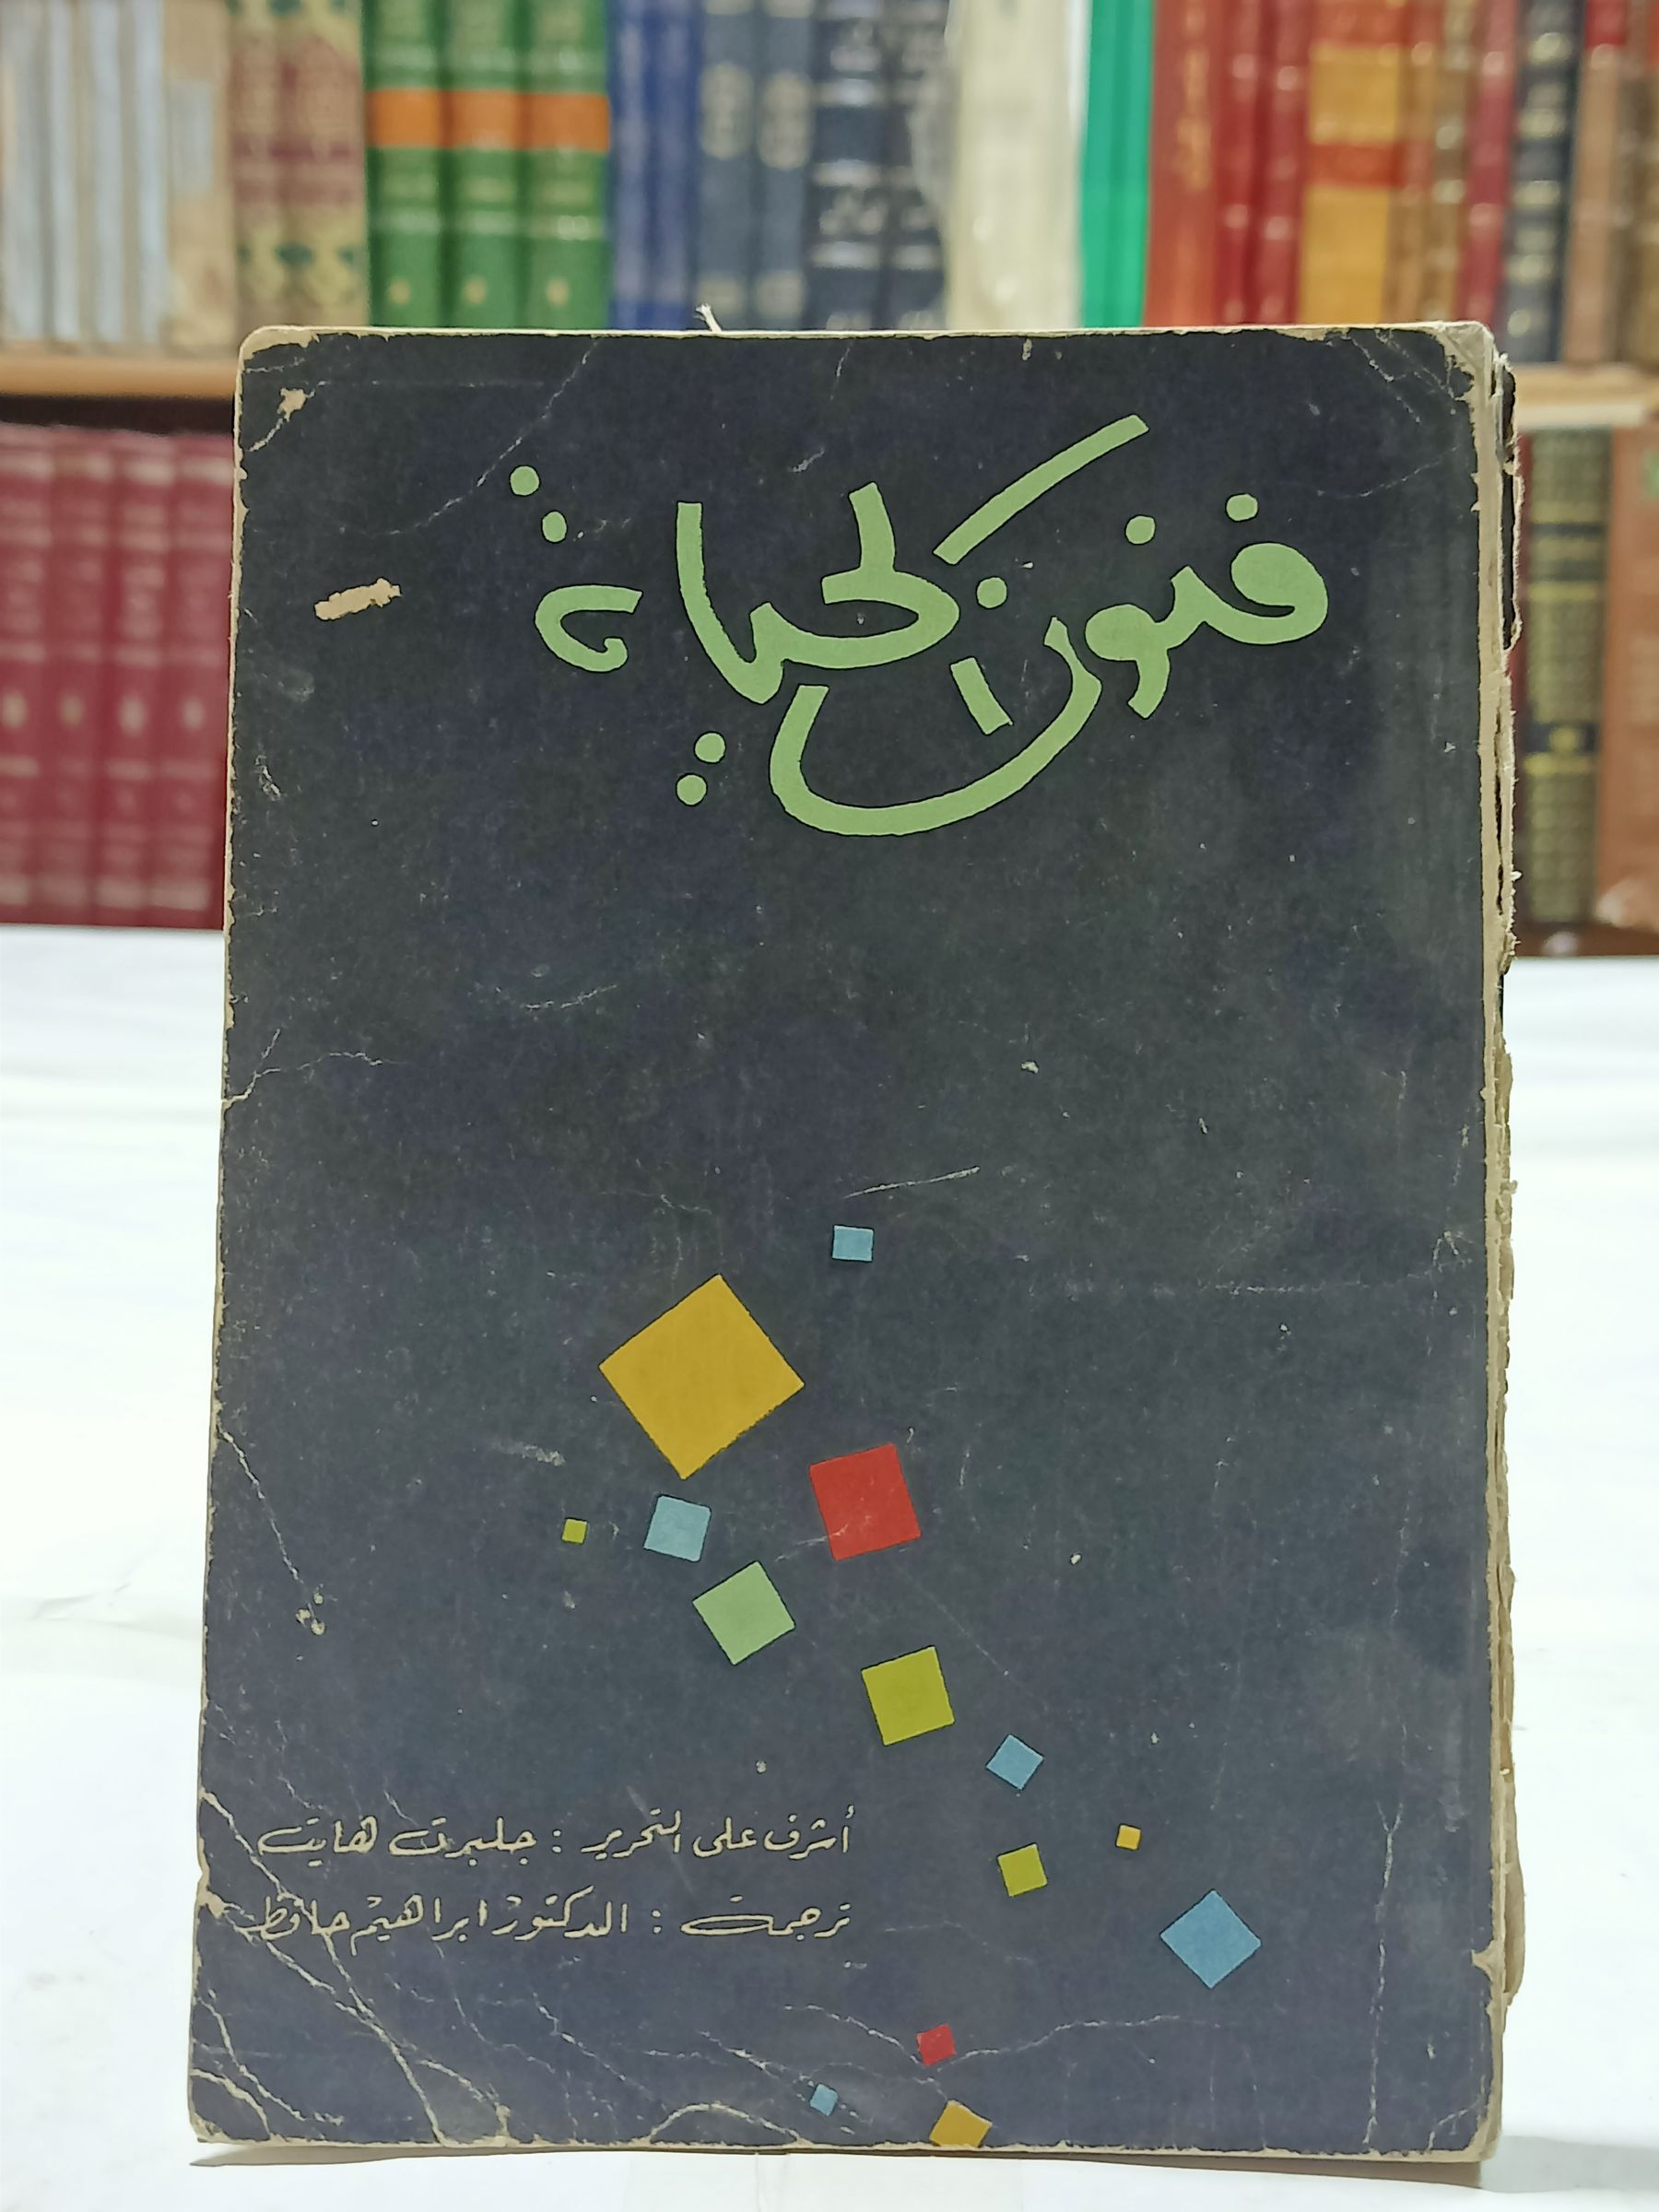 فنون الحياة
أشرف على التحرير : جلبرت هايت
ترجمة : الدكتور ابراهيم حافظ